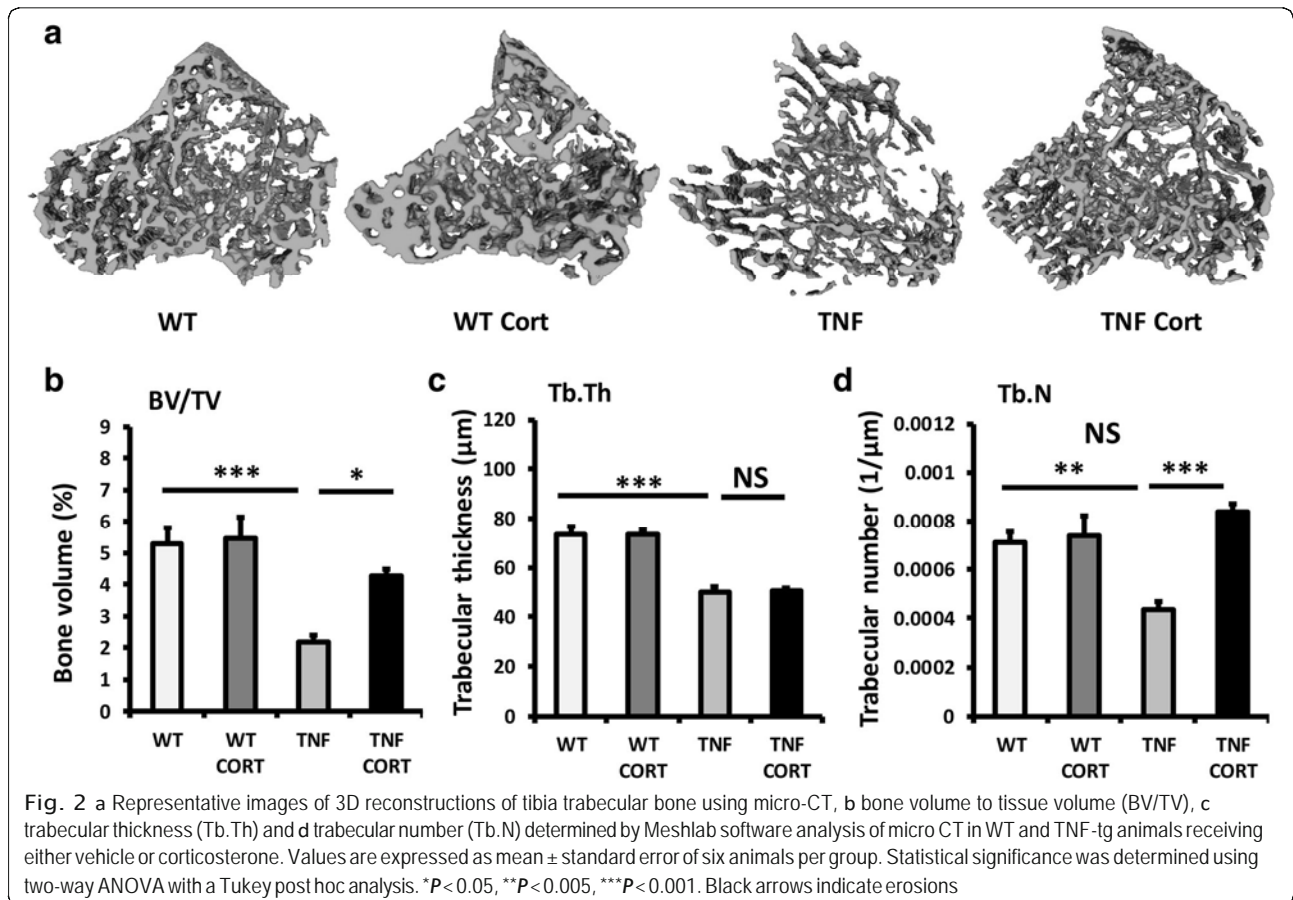 a
WT
WT Cort
TNF
TNF Cort
b
BV/TV
Bone volume (%)
9
8
7
6
5
4
3
2
1
0
***
*
WT
WT
CORT
TNF
TNF
CORT
c
Tb.Th
Trabecular thickness (µm)
120
100
80
60
40
20
0
***
NS
WT
WT
CORT
TNF
TNF
CORT
d
Tb.N
Trabecular number (1/µm)
0.0012
0.001
0.0008
0.0006
0.0004
0.0002
0
NS
**
***
WT
WT
CORT
TNF
TNF
CORT
Fig. 2 a Representative images of 3D reconstructions of tibia trabecular bone using micro-CT, b bone volume to tissue volume (BV/TV), c
trabecular thickness (Tb.Th) and d trabecular number (Tb.N) determined by Meshlab software analysis of micro CT in WT and TNF-tg animals receiving
either vehicle or corticosterone. Values are expressed as mean ± standard error of six animals per group. Statistical significance was determined using
two-way ANOVA with a Tukey post hoc analysis. *P < 0.05, **P < 0.005, ***P < 0.001. Black arrows indicate erosions